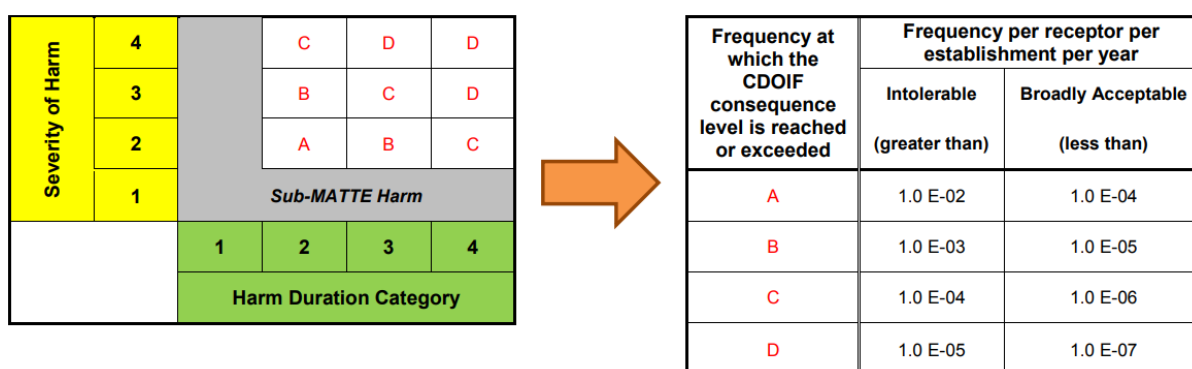 Severity of Harm
4 C D D
3 B C D
2 A B C
1 Sub-MATTE Harm
1 2 3 4
Harm Duration Category
Frequency at
which the
CDOIF
consequence
level is reached
or exceeded
Frequency per receptor per
establishment per year
Intolerable
(greater than)
Broadly Acceptable
(less than)
A 1.0 E-02 1.0 E-04
B 1.0 E-03 1.0 E-05
C 1.0 E-04 1.0 E-06
D 1.0 E-05 1.0 E-07